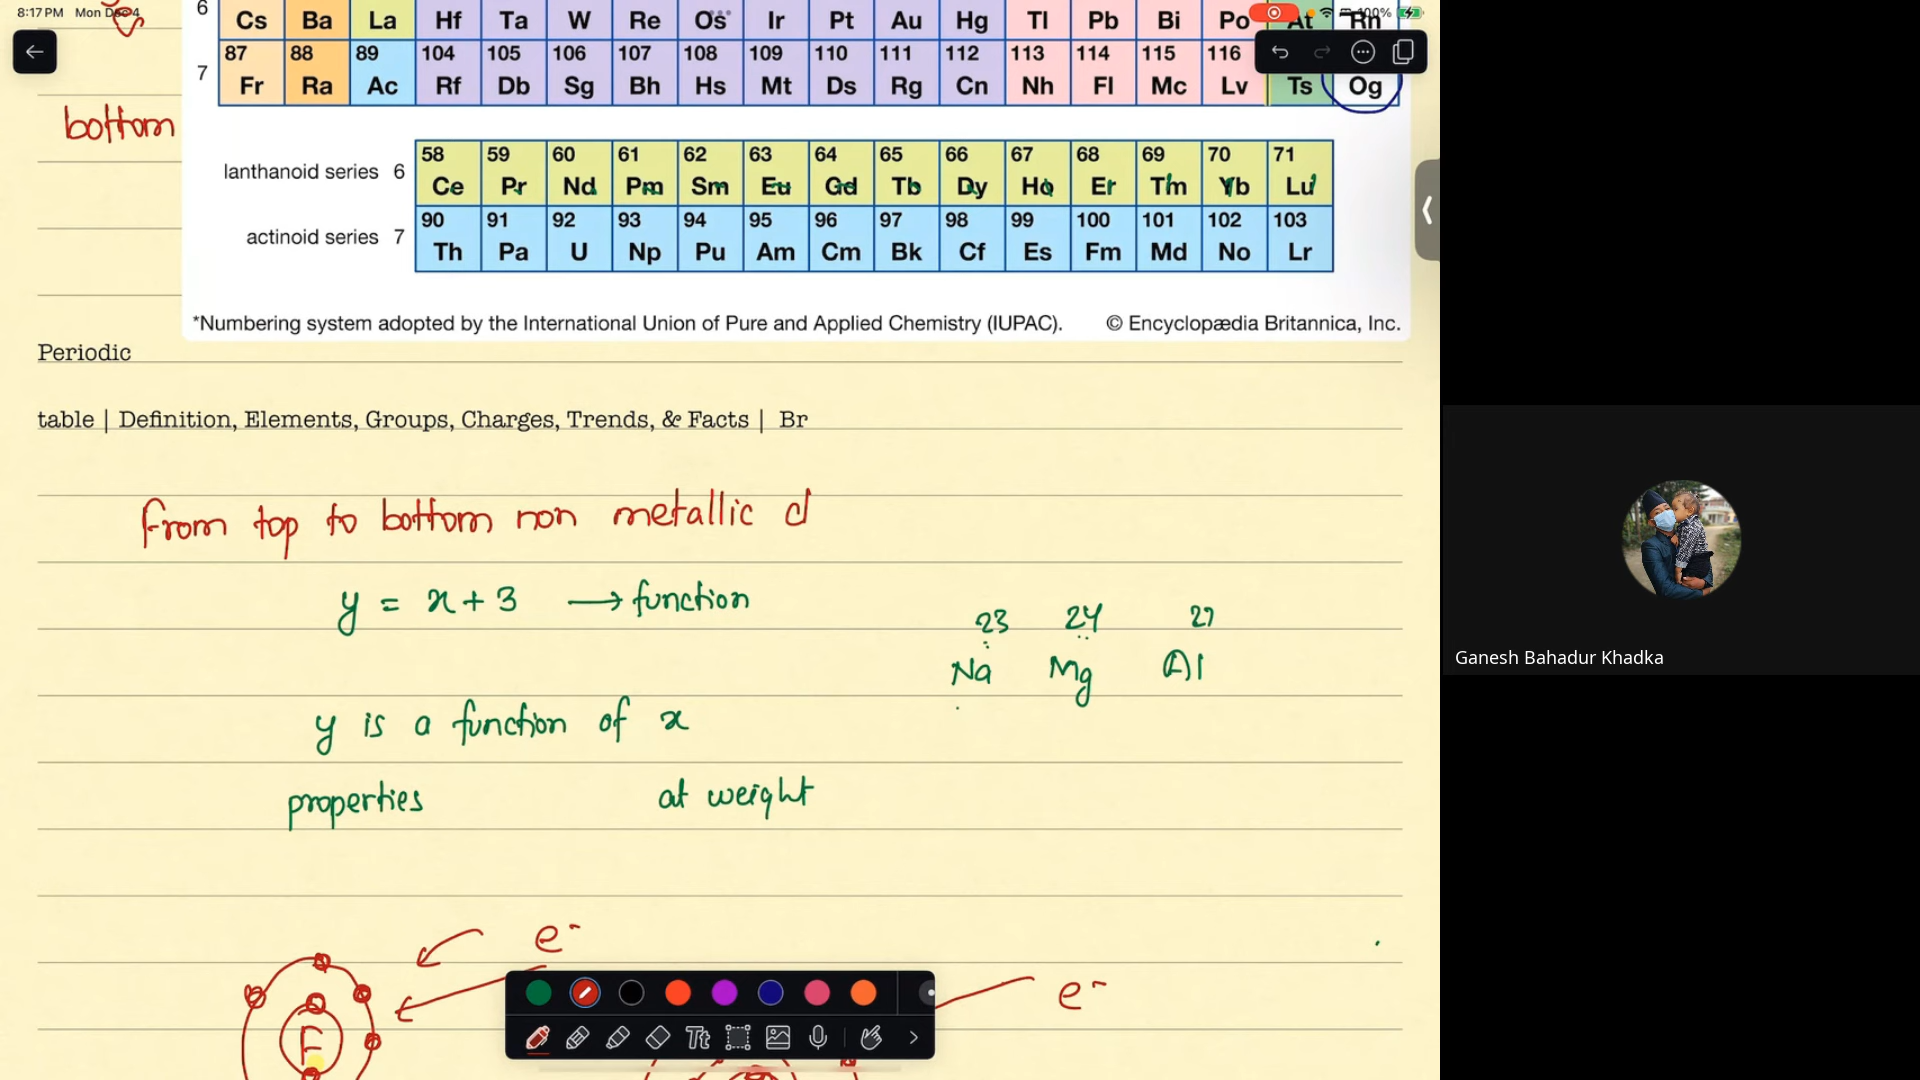 8:17 PM Mon Dec 4
100%
6 Cs Ba La Hf Ta W Re Os Ir Pt Au Hg Tl Pb Bi Po At Rn
87 88 89 104 105 106 107 108 109 110 111 112 113 114 115 116
7 Fr Ra Ac Rf Db Sg Bh Hs Mt Ds Rg Cn Nh Fl Mc Lv Ts Og
bottom
58 59 60 61 62 63 64 65 66 67 68 69 70 71
lanthanoid series 6 Ce Pr Nd Pm Sm Eu Gd Tb Dy Ho Er Tm Yb Lu
90 91 92 93 94 95 96 97 98 99 100 101 102 103
actinoid series 7 Th Pa U Np Pu Am Cm Bk Cf Es Fm Md No Lr
*Numbering system adopted by the International Union of Pure and Applied Chemistry (IUPAC). © Encyclopædia Britannica, Inc.
Periodic
table | Definition, Elements, Groups, Charges, Trends, & Facts | Br
From top to bottom non metallic d
y = x + 3 → function
23 24 27
Na Mg Al
y is a function of x
properties at weight
e-
e-
F
Tt
Ganesh Bahadur Khadka